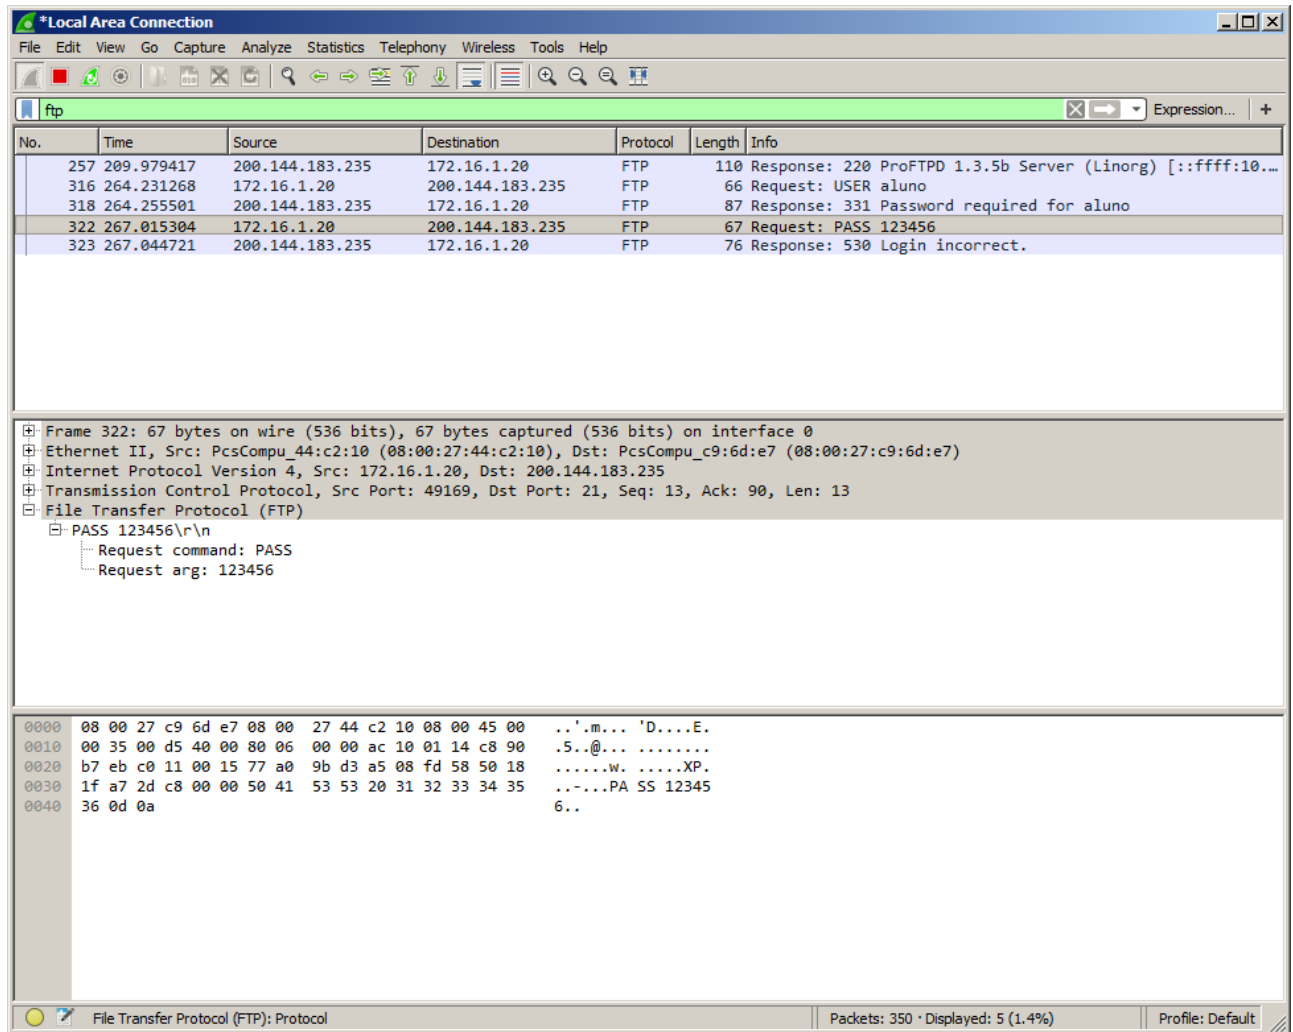 *Local Area Connection
File Edit View Go Capture Analyze Statistics Telephony Wireless Tools Help
ftp Expression... +
No. Time Source Destination Protocol Length Info
257 209.979417 200.144.183.235 172.16.1.20 FTP 110 Response: 220 ProFTPD 1.3.5b Server (Linorg) [::ffff:10.…
316 264.231268 172.16.1.20 200.144.183.235 FTP 66 Request: USER aluno
318 264.255501 200.144.183.235 172.16.1.20 FTP 87 Response: 331 Password required for aluno
322 267.015304 172.16.1.20 200.144.183.235 FTP 67 Request: PASS 123456
323 267.044721 200.144.183.235 172.16.1.20 FTP 76 Response: 530 Login incorrect.
Frame 322: 67 bytes on wire (536 bits), 67 bytes captured (536 bits) on interface 0
Ethernet II, Src: PcsCompu_44:c2:10 (08:00:27:44:c2:10), Dst: PcsCompu_c9:6d:e7 (08:00:27:c9:6d:e7)
Internet Protocol Version 4, Src: 172.16.1.20, Dst: 200.144.183.235
Transmission Control Protocol, Src Port: 49169, Dst Port: 21, Seq: 13, Ack: 90, Len: 13
File Transfer Protocol (FTP)
PASS 123456\r\n
Request command: PASS
Request arg: 123456
0000 08 00 27 c9 6d e7 08 00 27 44 c2 10 08 00 45 00 ..'.m... 'D....E.
0010 00 35 00 d5 40 00 80 06 00 00 ac 10 01 14 c8 90 .5..@... ........
0020 b7 eb c0 11 00 15 77 a0 9b d3 a5 08 fd 58 50 18 ......w. .....XP.
0030 1f a7 2d c8 00 00 50 41 53 53 20 31 32 33 34 35 ..-...PA SS 12345
0040 36 0d 0a 6..
File Transfer Protocol (FTP): Protocol Packets: 350 · Displayed: 5 (1.4%) Profile: Default